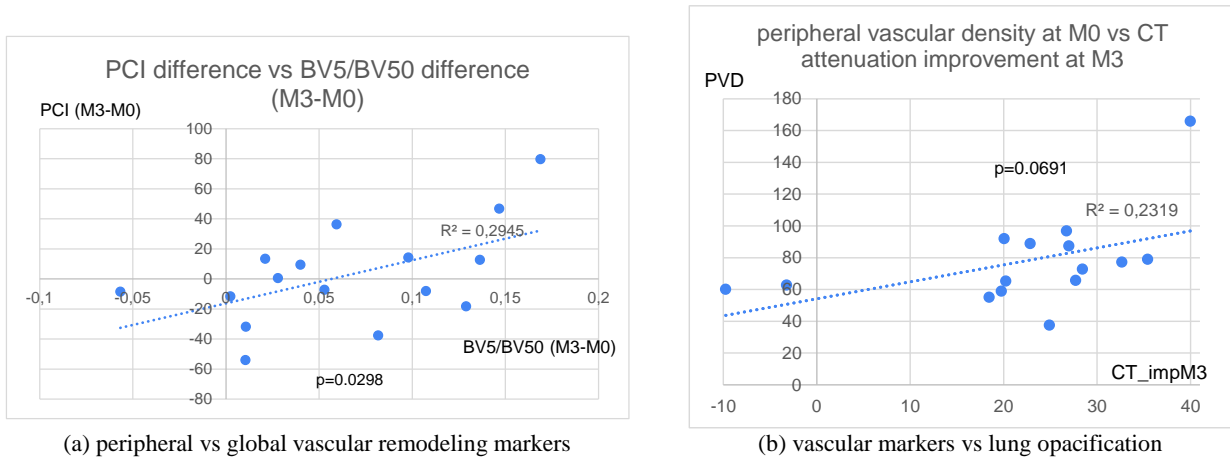 PCI difference vs BV5/BV50 difference
(M3-M0)
PCI (M3-M0)
100
80
60
40
20
0
-20
-40
-60
-80
-0,1
-0,05
0
0,05
0,1
0,15
0,2
R² = 0,2945
BV5/BV50 (M3-M0)
p=0.0298
(a) peripheral vs global vascular remodeling markers
peripheral vascular density at M0 vs CT
attenuation improvement at M3
PVD
180
160
140
120
100
80
60
40
20
0
p=0.0691
R² = 0,2319
CT_impM3
-10
0
10
20
30
40
(b) vascular markers vs lung opacification